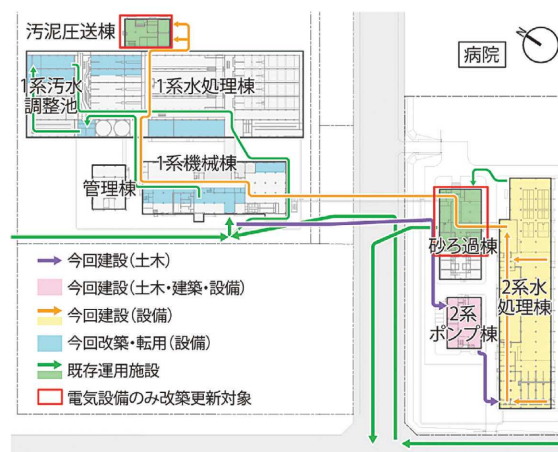 汚泥圧送棟
病院
1系汚水
調整池
1系水処理棟
1系機械棟
管理棟
砂ろ過棟
2系水
処理棟
2系
ポンプ棟
今回建設(土木)
今回建設(土木・建築・設備)
今回建設(設備)
今回改築・転用(設備)
既存運用施設
電気設備のみ改築更新対象